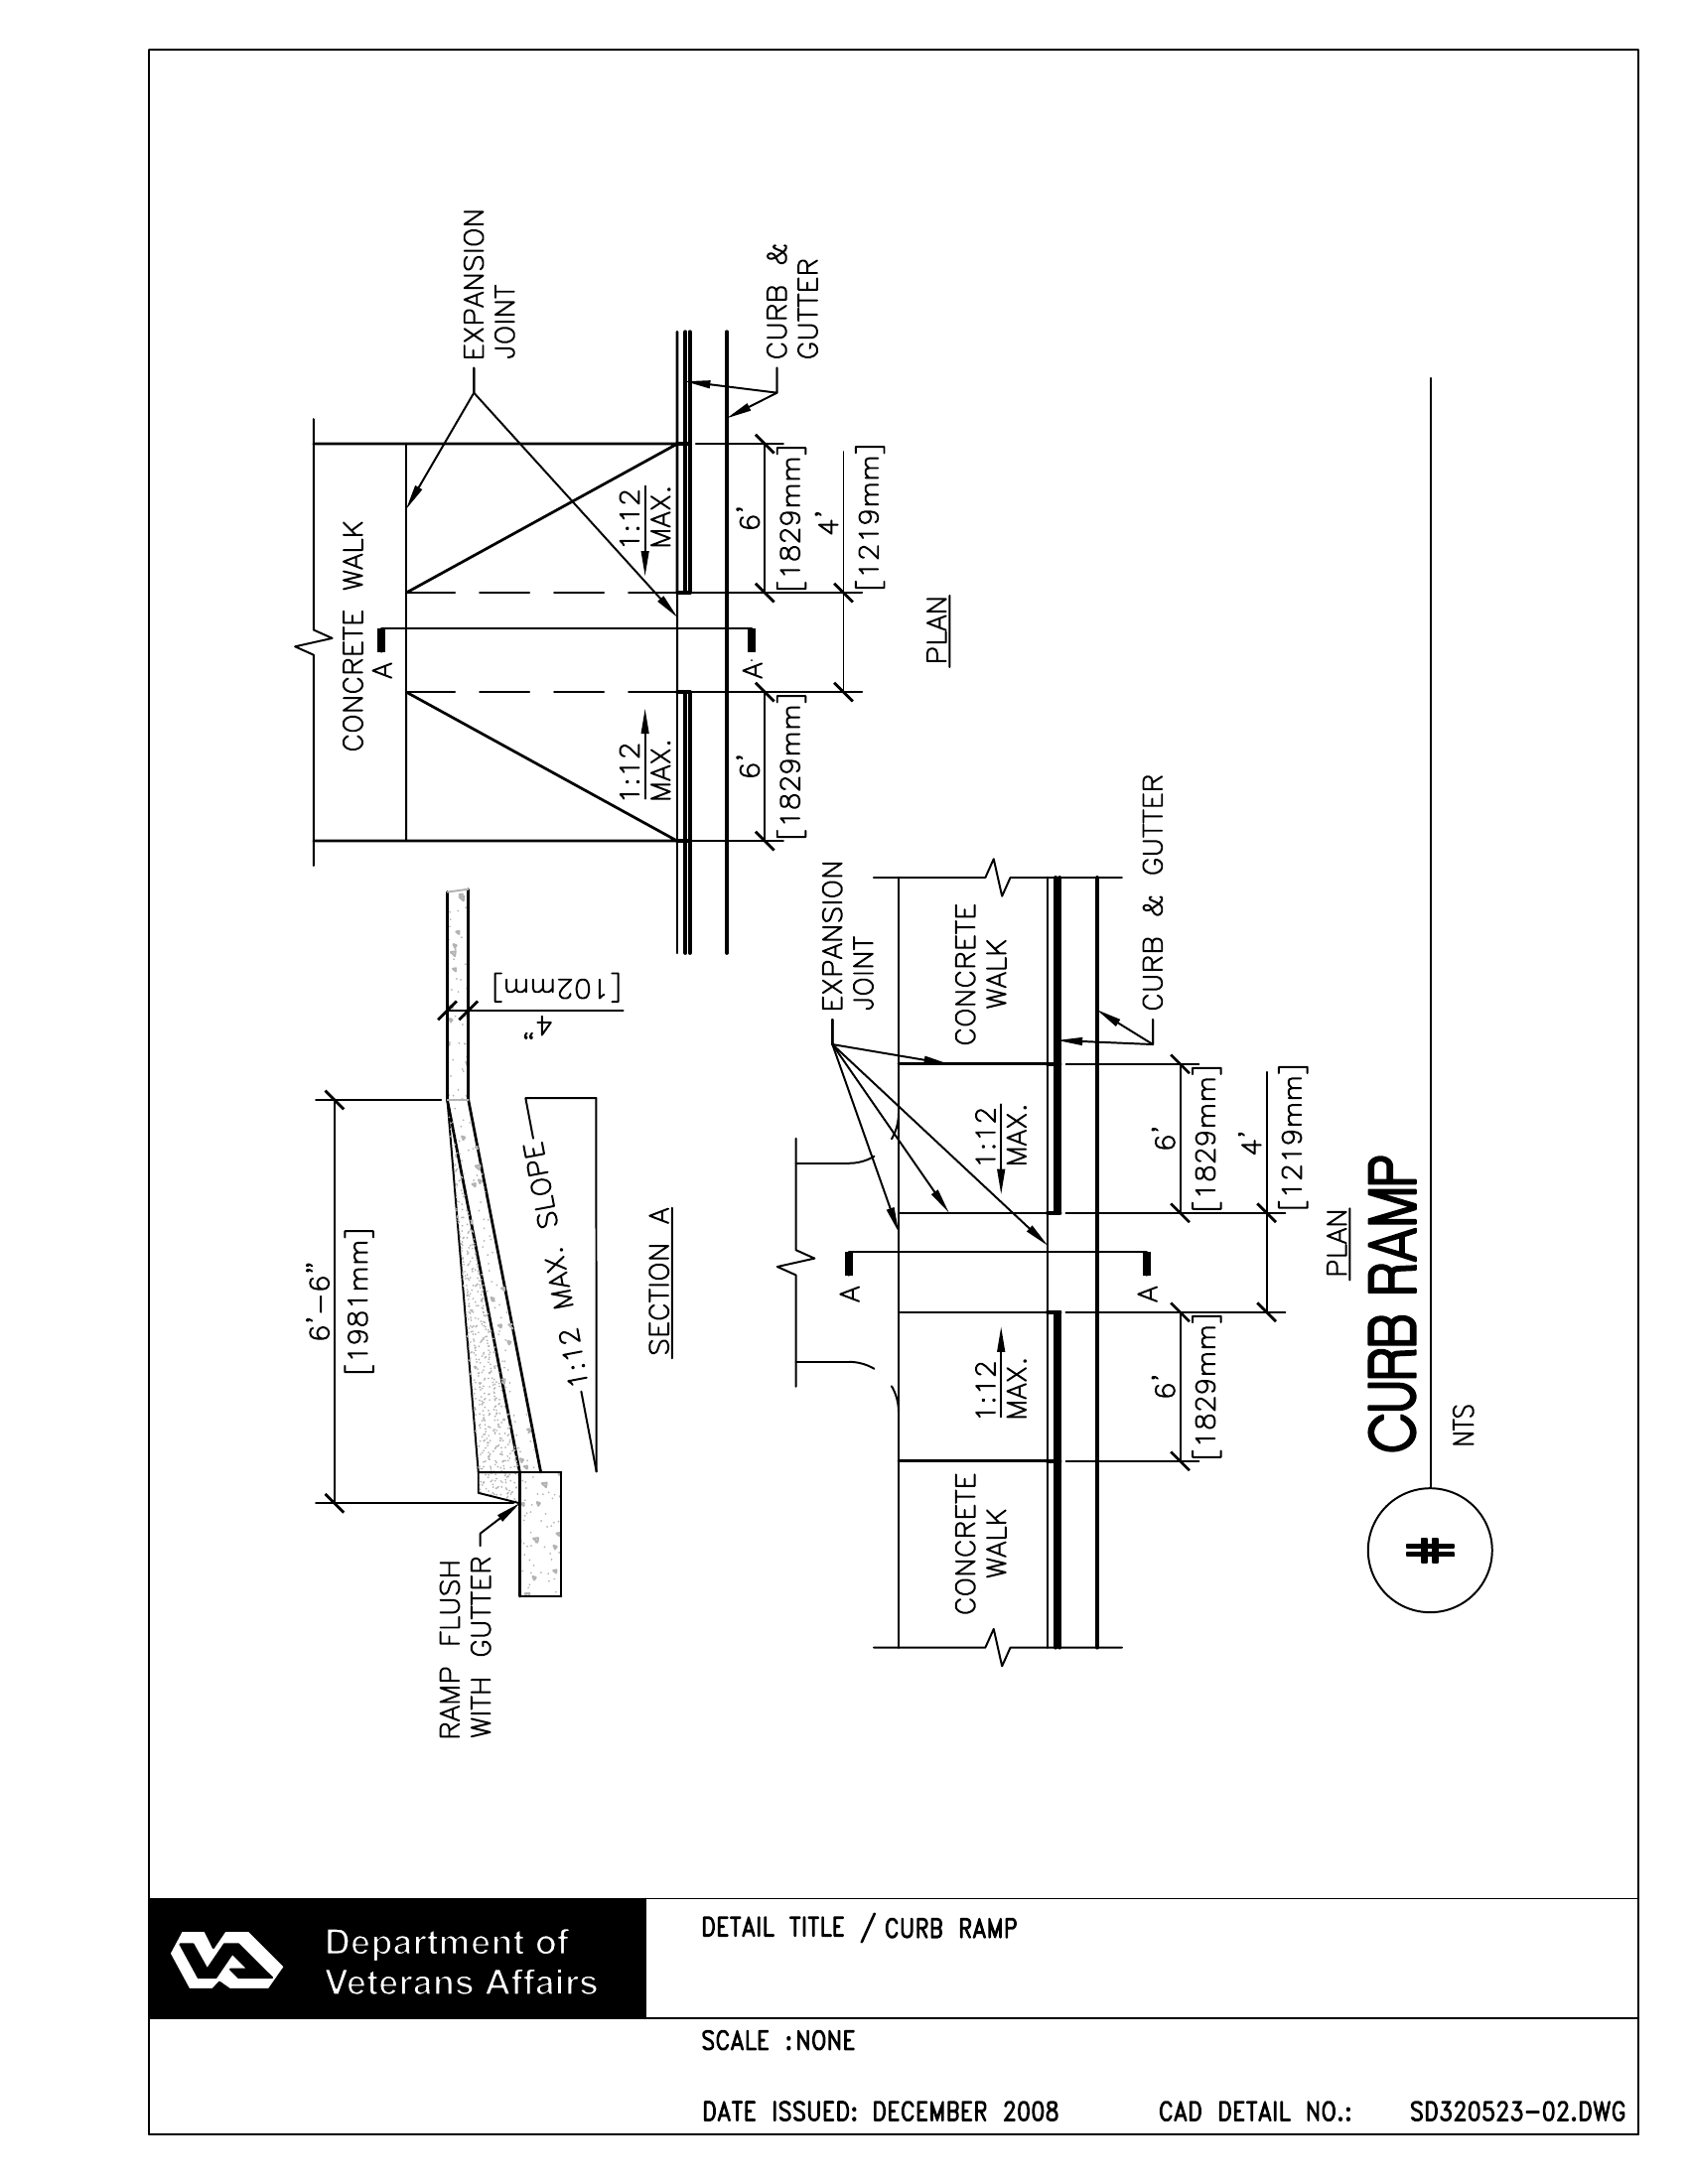 6'-6"
[1981mm]
RAMP FLUSH
WITH GUTTER
4"
[102mm]
1:12 MAX. SLOPE
SECTION A
EXPANSION
JOINT
CONCRETE WALK
A
A
1:12
MAX.
1:12
MAX.
CURB &
GUTTER
6'
[1829mm]
6'
[1829mm]
4'
[1219mm]
PLAN
EXPANSION
JOINT
CONCRETE
WALK
CONCRETE
WALK
A
A
1:12
MAX.
1:12
MAX.
CURB & GUTTER
6'
[1829mm]
6'
[1829mm]
4'
[1219mm]
PLAN
#
CURB RAMP
NTS
VA
Department of
Veterans Affairs
DETAIL TITLE / CURB RAMP
SCALE :NONE
DATE ISSUED: DECEMBER 2008 CAD DETAIL NO.: SD320523-02.DWG